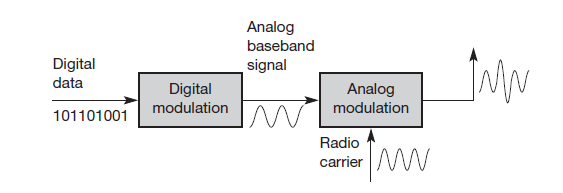 Digital
data
101101001
Digital
modulation
Analog
baseband
signal
Analog
modulation
Radio
carrier